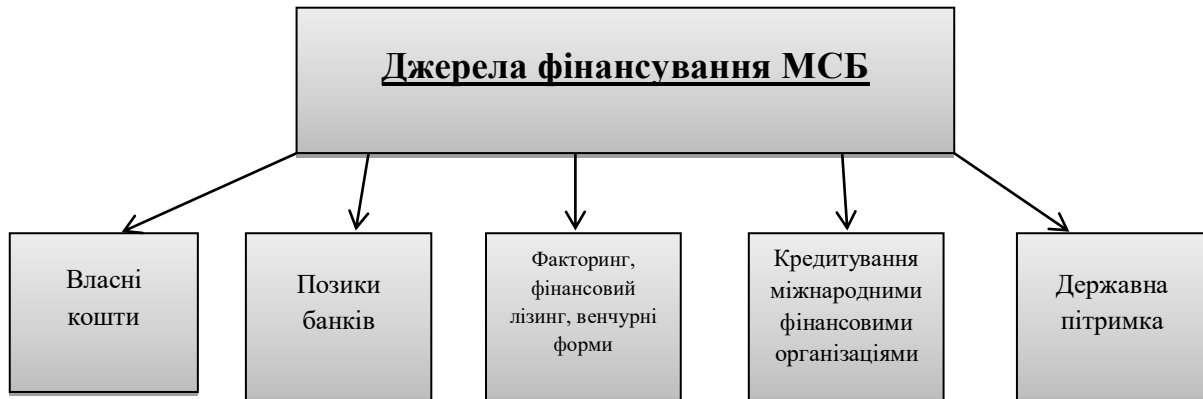 Джерела фінансування МСБ
Власні
кошти
Позики
банків
Факторинг,
фінансовий
лізинг, венчурні
форми
Кредитування
міжнародними
фінансовими
організаціями
Державна
пітримка